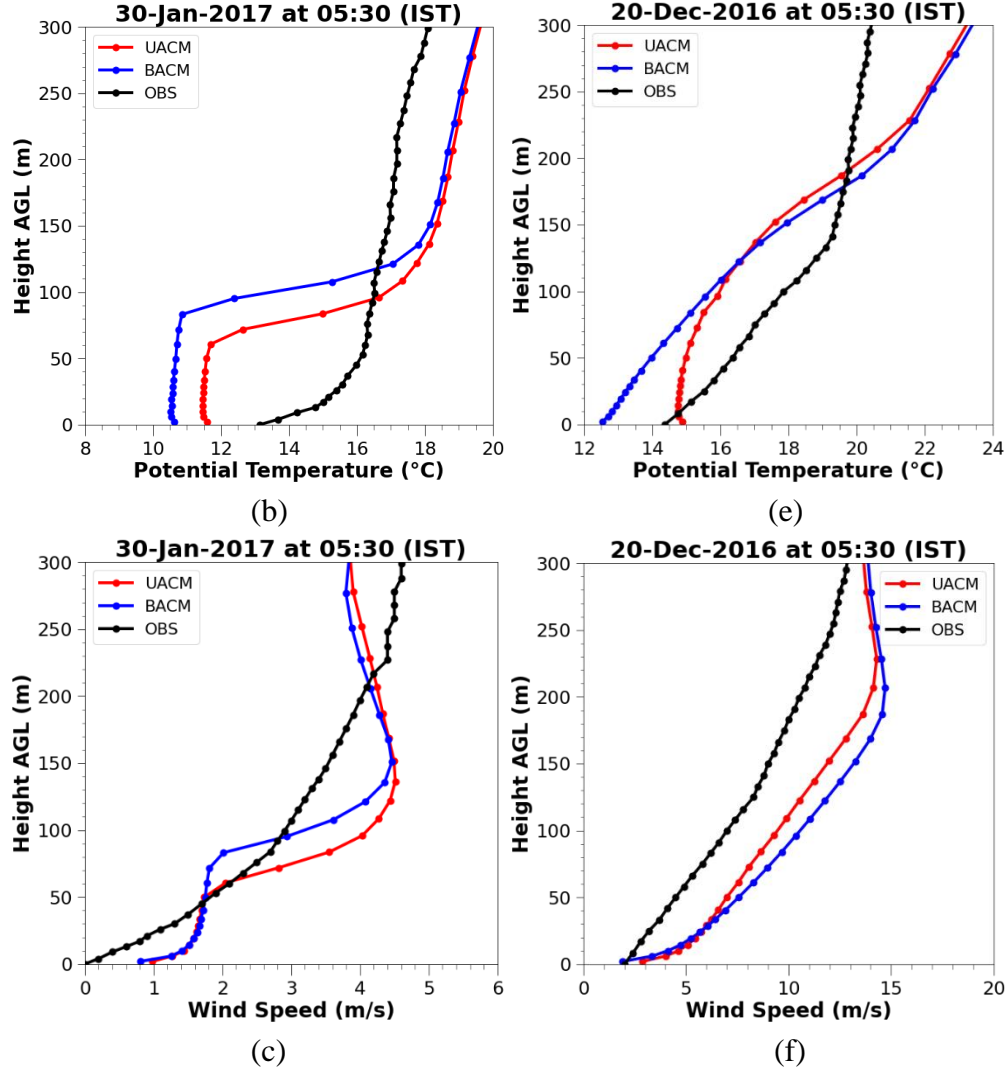 30-Jan-2017 at 05:30 (IST)
300
250
200
150
100
50
0
Height AGL (m)
UACM
BACM
OBS
8 10 12 14 16 18 20
Potential Temperature (°C)
(b)
20-Dec-2016 at 05:30 (IST)
300
250
200
150
100
50
0
Height AGL (m)
UACM
BACM
OBS
12 14 16 18 20 22 24
Potential Temperature (°C)
(e)
30-Jan-2017 at 05:30 (IST)
300
250
200
150
100
50
0
Height AGL (m)
UACM
BACM
OBS
0 1 2 3 4 5 6
Wind Speed (m/s)
(c)
20-Dec-2016 at 05:30 (IST)
300
250
200
150
100
50
0
Height AGL (m)
UACM
BACM
OBS
0 5 10 15 20
Wind Speed (m/s)
(f)